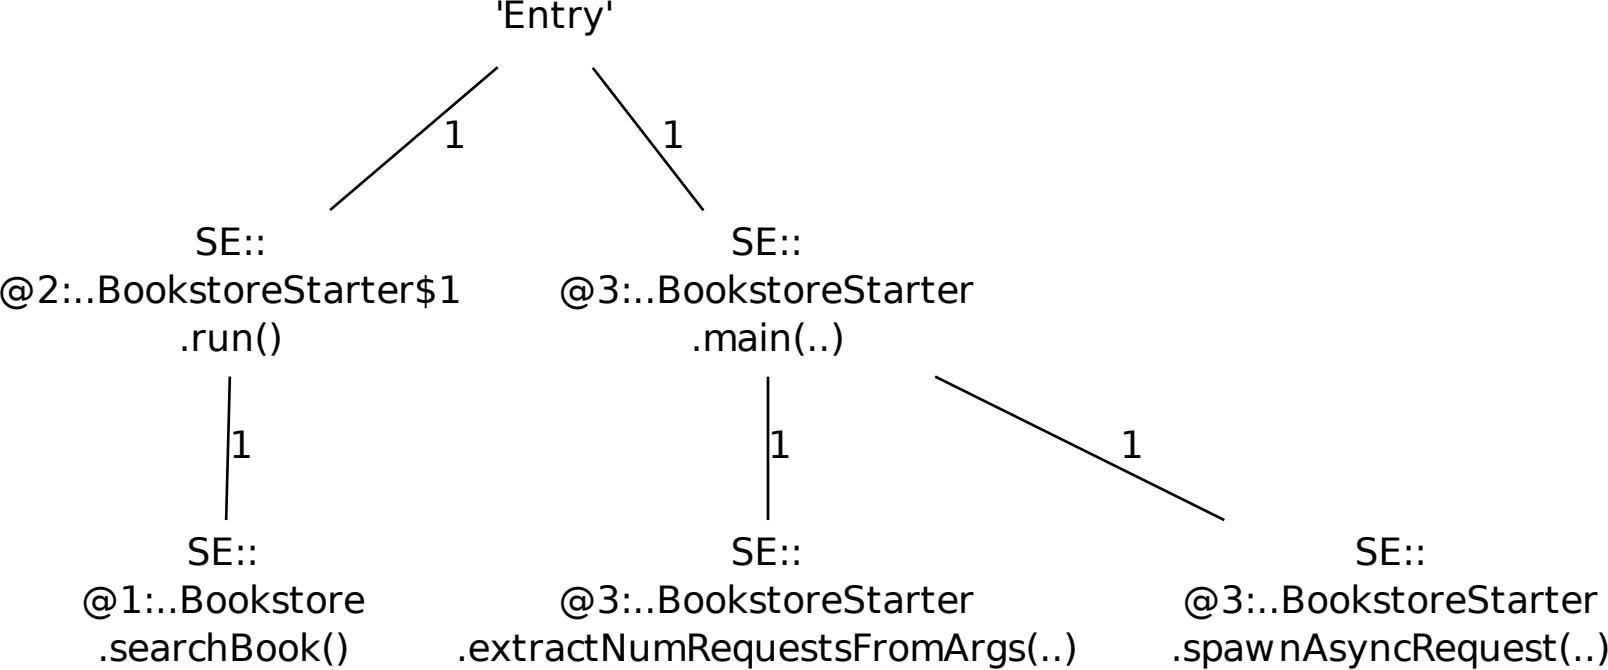 'Entry'
1
1
SE::
@2:..BookstoreStarter$1
.run()
SE::
@3:..BookstoreStarter
.main(..)
1
1
1
SE::
@1:..Bookstore
.searchBook()
SE::
@3:..BookstoreStarter
.extractNumRequestsFromArgs(..)
SE::
@3:..BookstoreStarter
.spawnAsyncRequest(..)